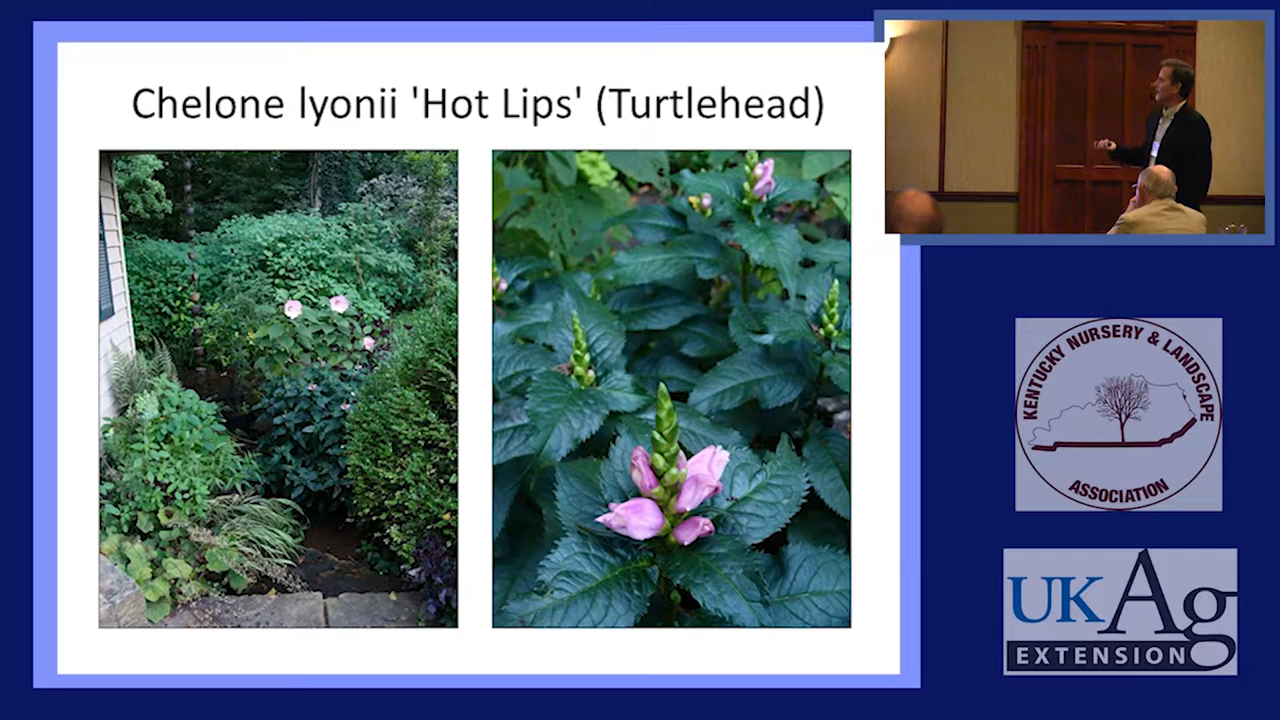 Chelone lyonii 'Hot Lips' (Turtlehead)
KENTUCKY NURSERY & LANDSCAPE
ASSOCIATION
UKAg
EXTENSION